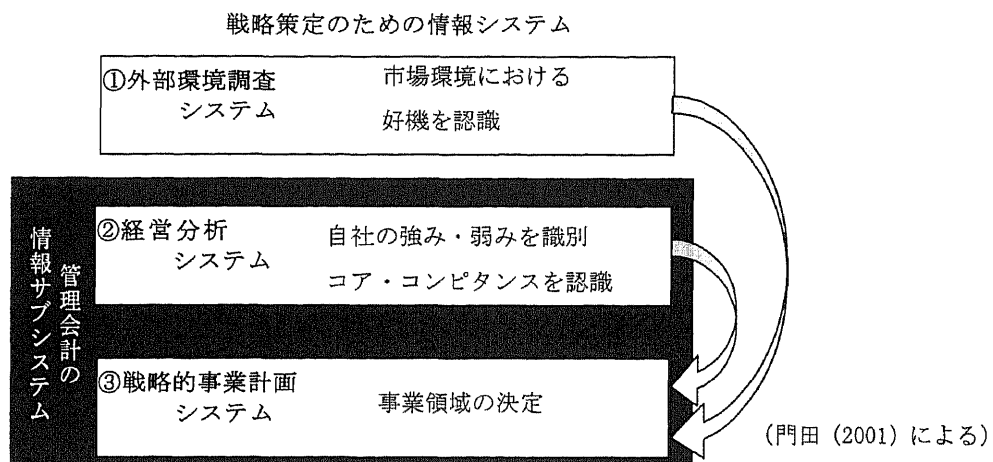 戦略策定のための情報システム
①外部環境調査
システム
市場環境における
好機を認識
管理会計の
情報サブシステム
②経営分析
システム
自社の強み・弱みを識別
コア・コンピタンスを認識
③戦略的事業計画
システム
事業領域の決定
(門田(2001)による)